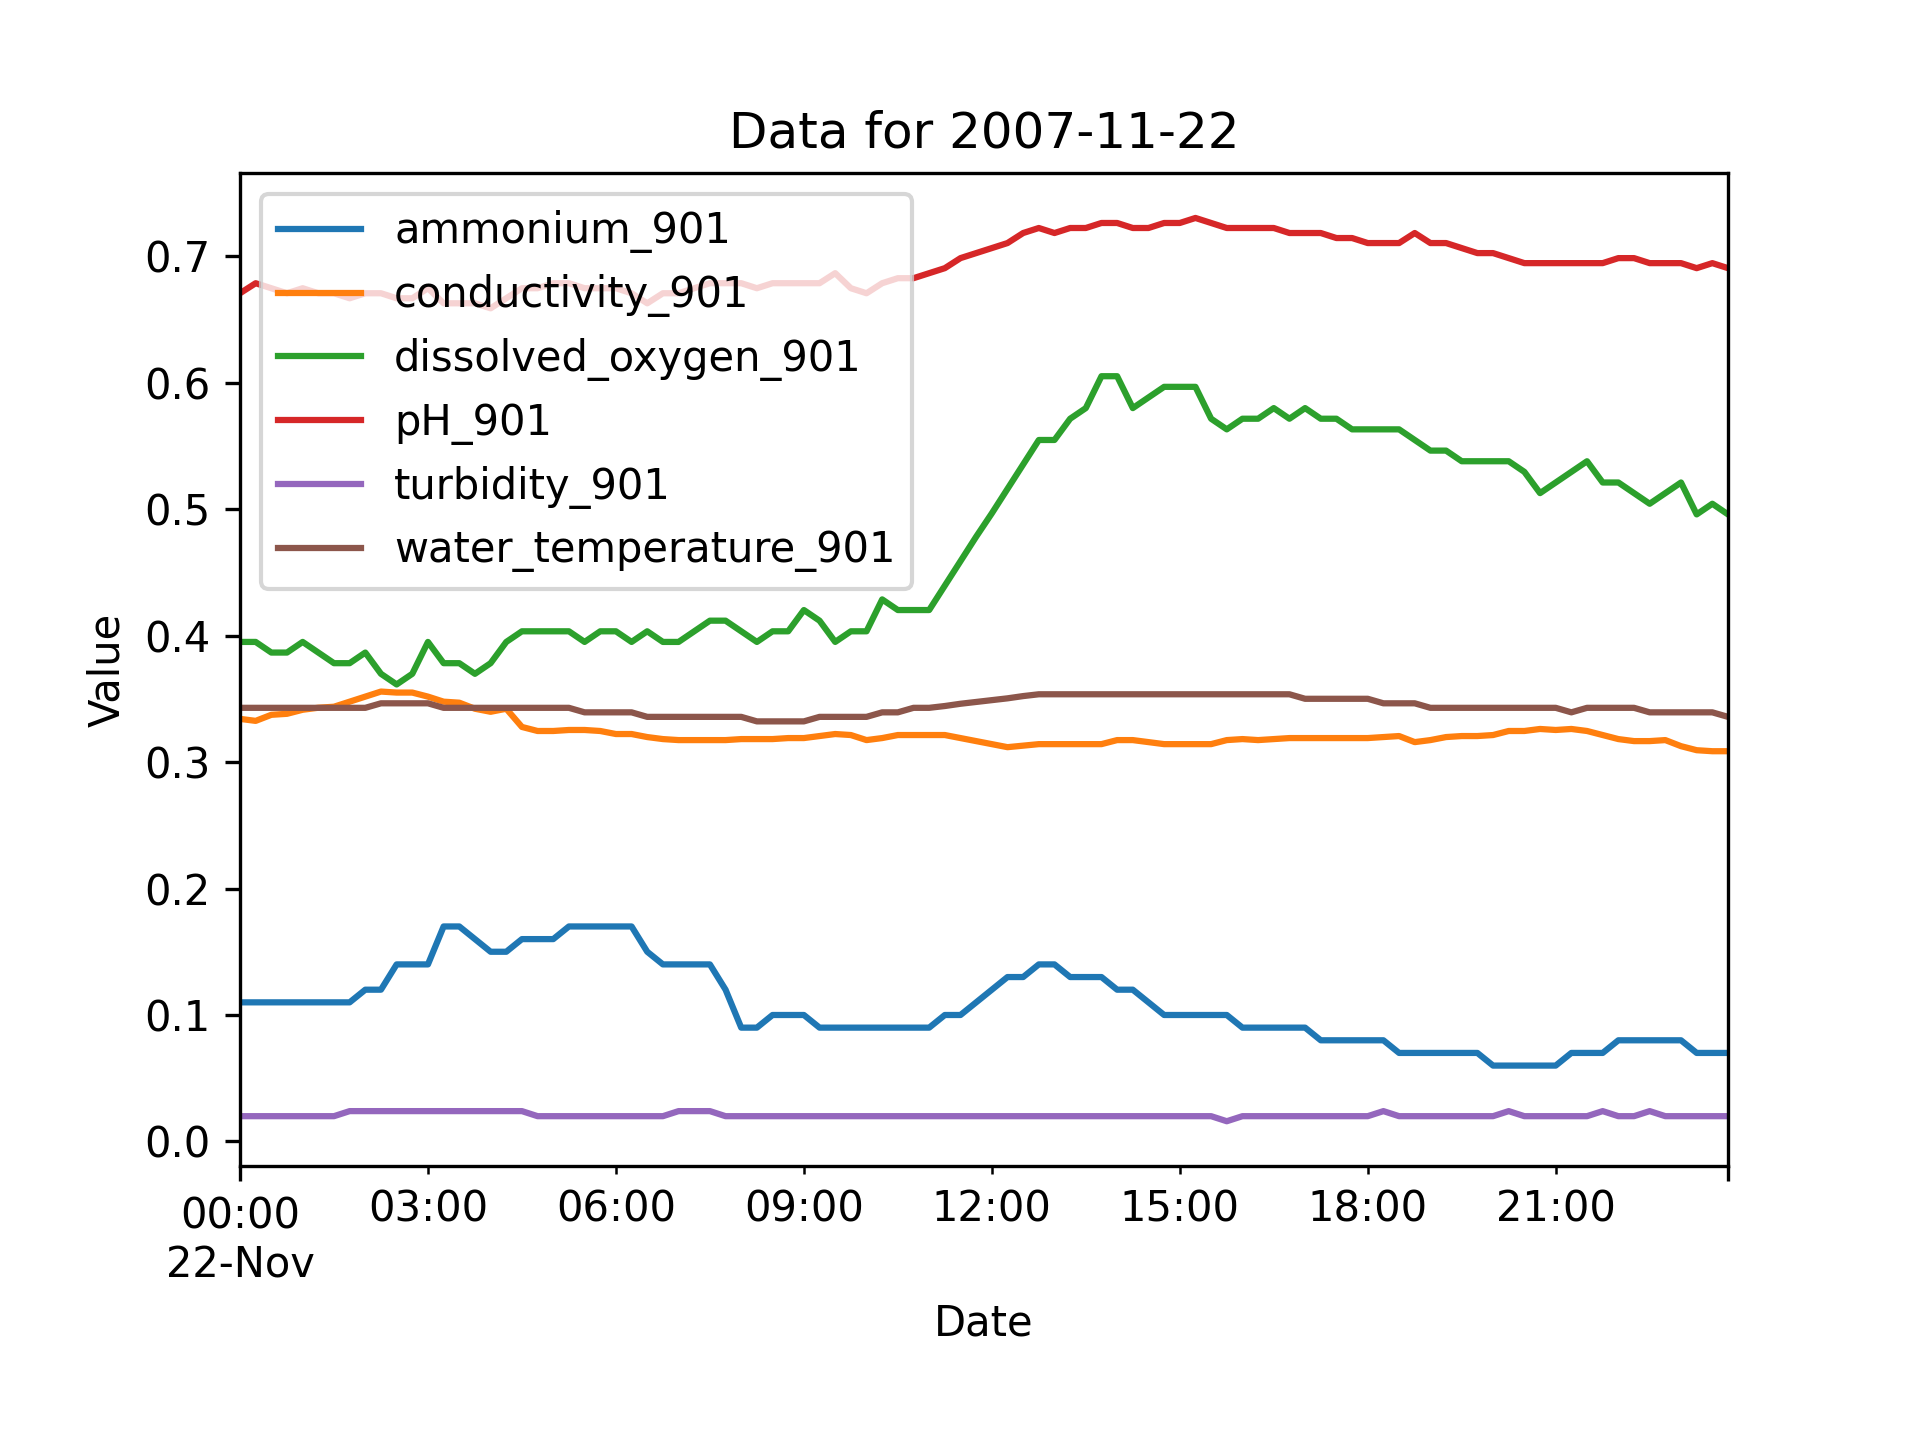 Data for 2007-11-22
ammonium_901
conductivity_901
dissolved_oxygen_901
pH_901
turbidity_901
water_temperature_901
Value
0.7
0.6
0.5
0.4
0.3
0.2
0.1
0.0
00:00 03:00 06:00 09:00 12:00 15:00 18:00 21:00
22-Nov
Date